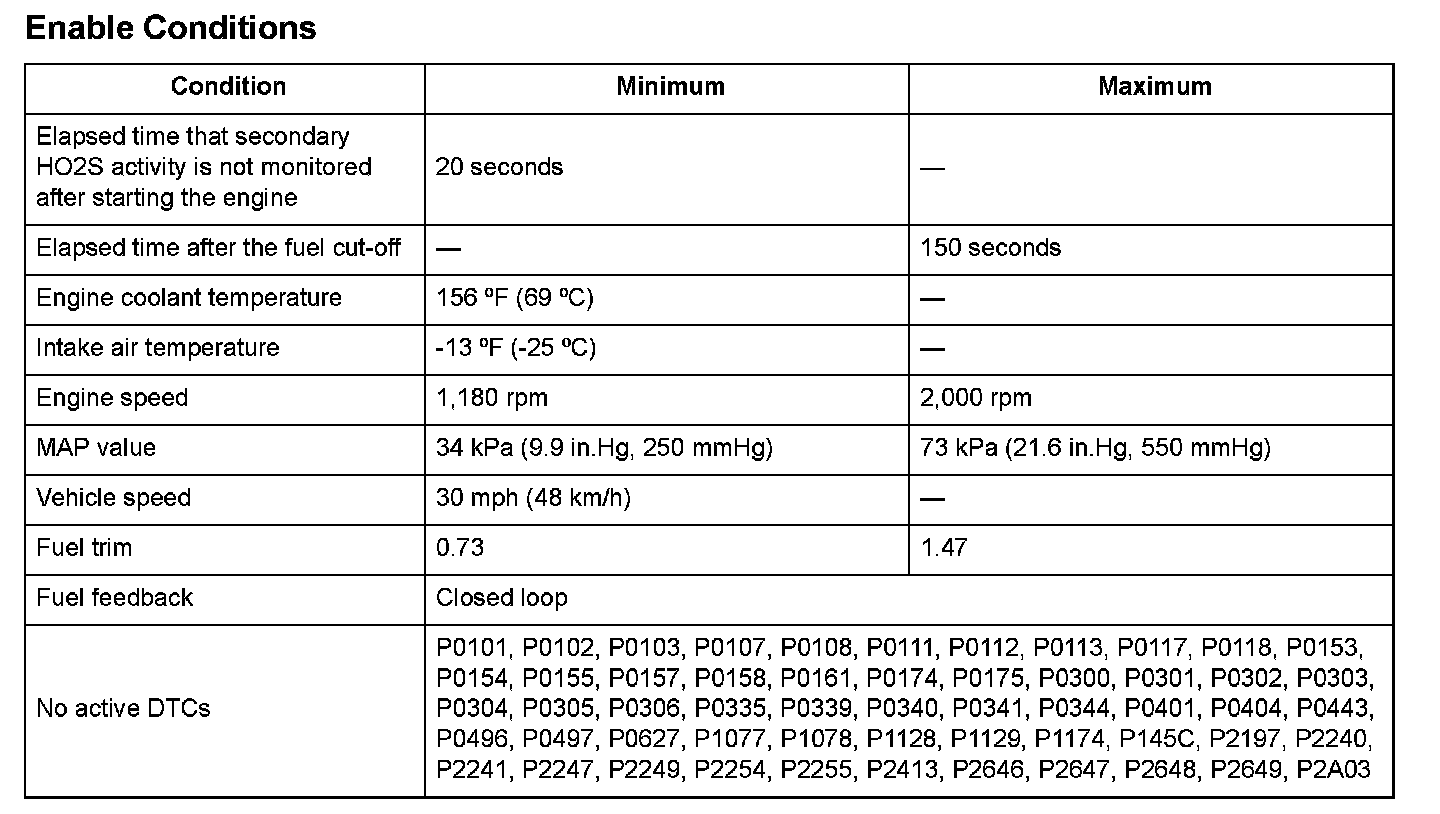 Enable Conditions
Condition Minimum Maximum
Elapsed time that secondary
HO2S activity is not monitored
after starting the engine
20 seconds —
Elapsed time after the fuel cut-off — 150 seconds
Engine coolant temperature 156 ºF (69 ºC) —
Intake air temperature -13 ºF (-25 ºC) —
Engine speed 1,180 rpm 2,000 rpm
MAP value 34 kPa (9.9 in.Hg, 250 mmHg) 73 kPa (21.6 in.Hg, 550 mmHg)
Vehicle speed 30 mph (48 km/h) —
Fuel trim 0.73 1.47
Fuel feedback Closed loop
No active DTCs
P0101, P0102, P0103, P0107, P0108, P0111, P0112, P0113, P0117, P0118, P0153,
P0154, P0155, P0157, P0158, P0161, P0174, P0175, P0300, P0301, P0302, P0303,
P0304, P0305, P0306, P0335, P0339, P0340, P0341, P0344, P0401, P0404, P0443,
P0496, P0497, P0627, P1077, P1078, P1128, P1129, P1174, P145C, P2197, P2240,
P2241, P2247, P2249, P2254, P2255, P2413, P2646, P2647, P2648, P2649, P2A03